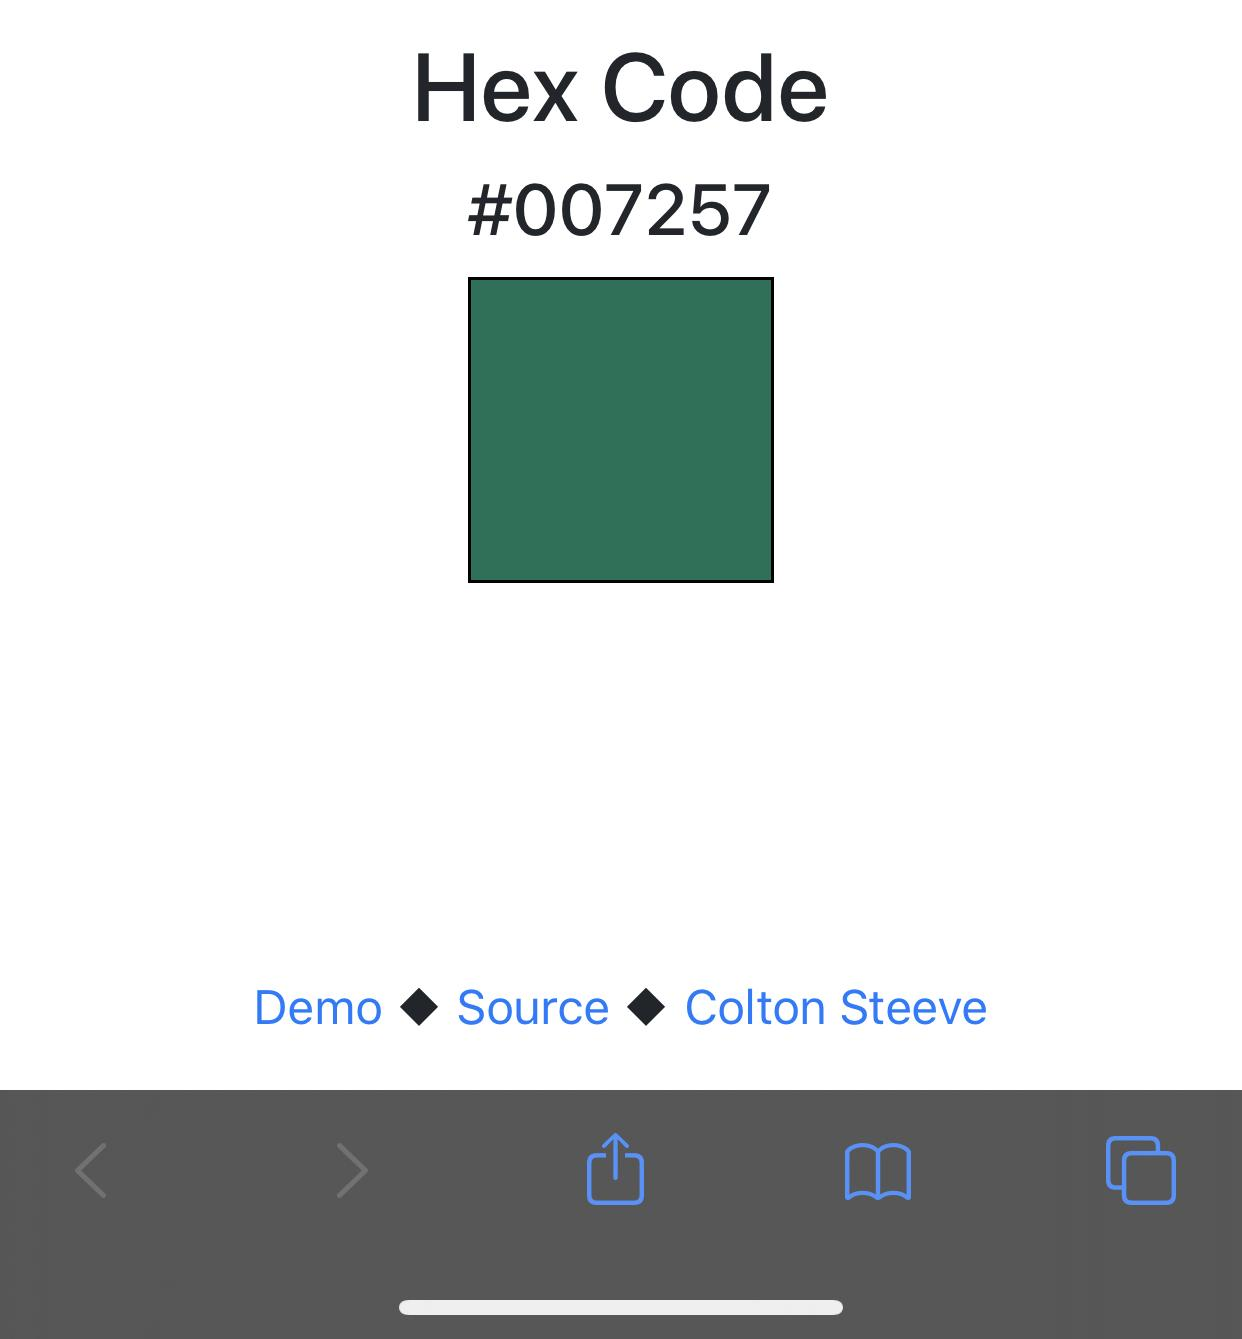 Hex Code
#007257
Demo ◆ Source ◆ Colton Steeve